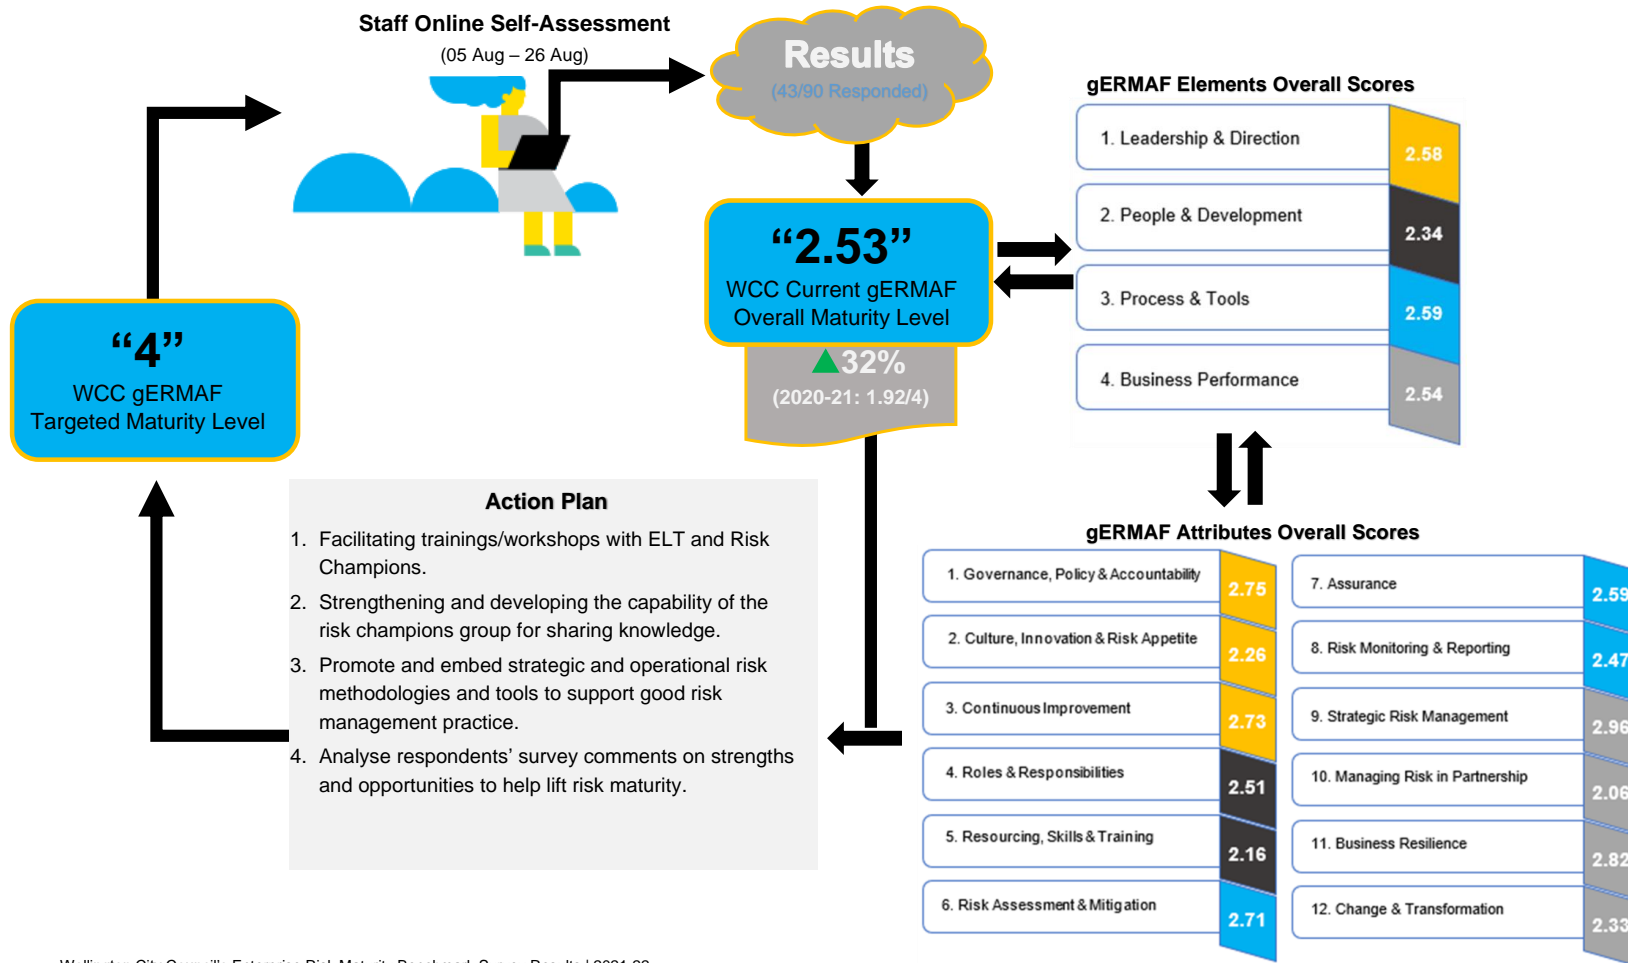 Staff Online Self-Assessment
(05 Aug – 26 Aug)
Results
(43/90 Responded)
“4”
WCC gERMAF
Targeted Maturity Level
“2.53”
WCC Current gERMAF
Overall Maturity Level
▲32%
(2020-21: 1.92/4)
gERMAF Elements Overall Scores
1. Leadership & Direction 2.58
2. People & Development 2.34
3. Process & Tools 2.59
4. Business Performance 2.54
Action Plan
1. Facilitating trainings/workshops with ELT and Risk
Champions.
2. Strengthening and developing the capability of the
risk champions group for sharing knowledge.
3. Promote and embed strategic and operational risk
methodologies and tools to support good risk
management practice.
4. Analyse respondents’ survey comments on strengths
and opportunities to help lift risk maturity.
gERMAF Attributes Overall Scores
1. Governance, Policy & Accountability 2.75
2. Culture, Innovation & Risk Appetite 2.26
3. Continuous Improvement 2.73
4. Roles & Responsibilities 2.51
5. Resourcing, Skills & Training 2.16
6. Risk Assessment & Mitigation 2.71
7. Assurance 2.59
8. Risk Monitoring & Reporting 2.47
9. Strategic Risk Management 2.96
10. Managing Risk in Partnership 2.06
11. Business Resilience 2.82
12. Change & Transformation 2.33